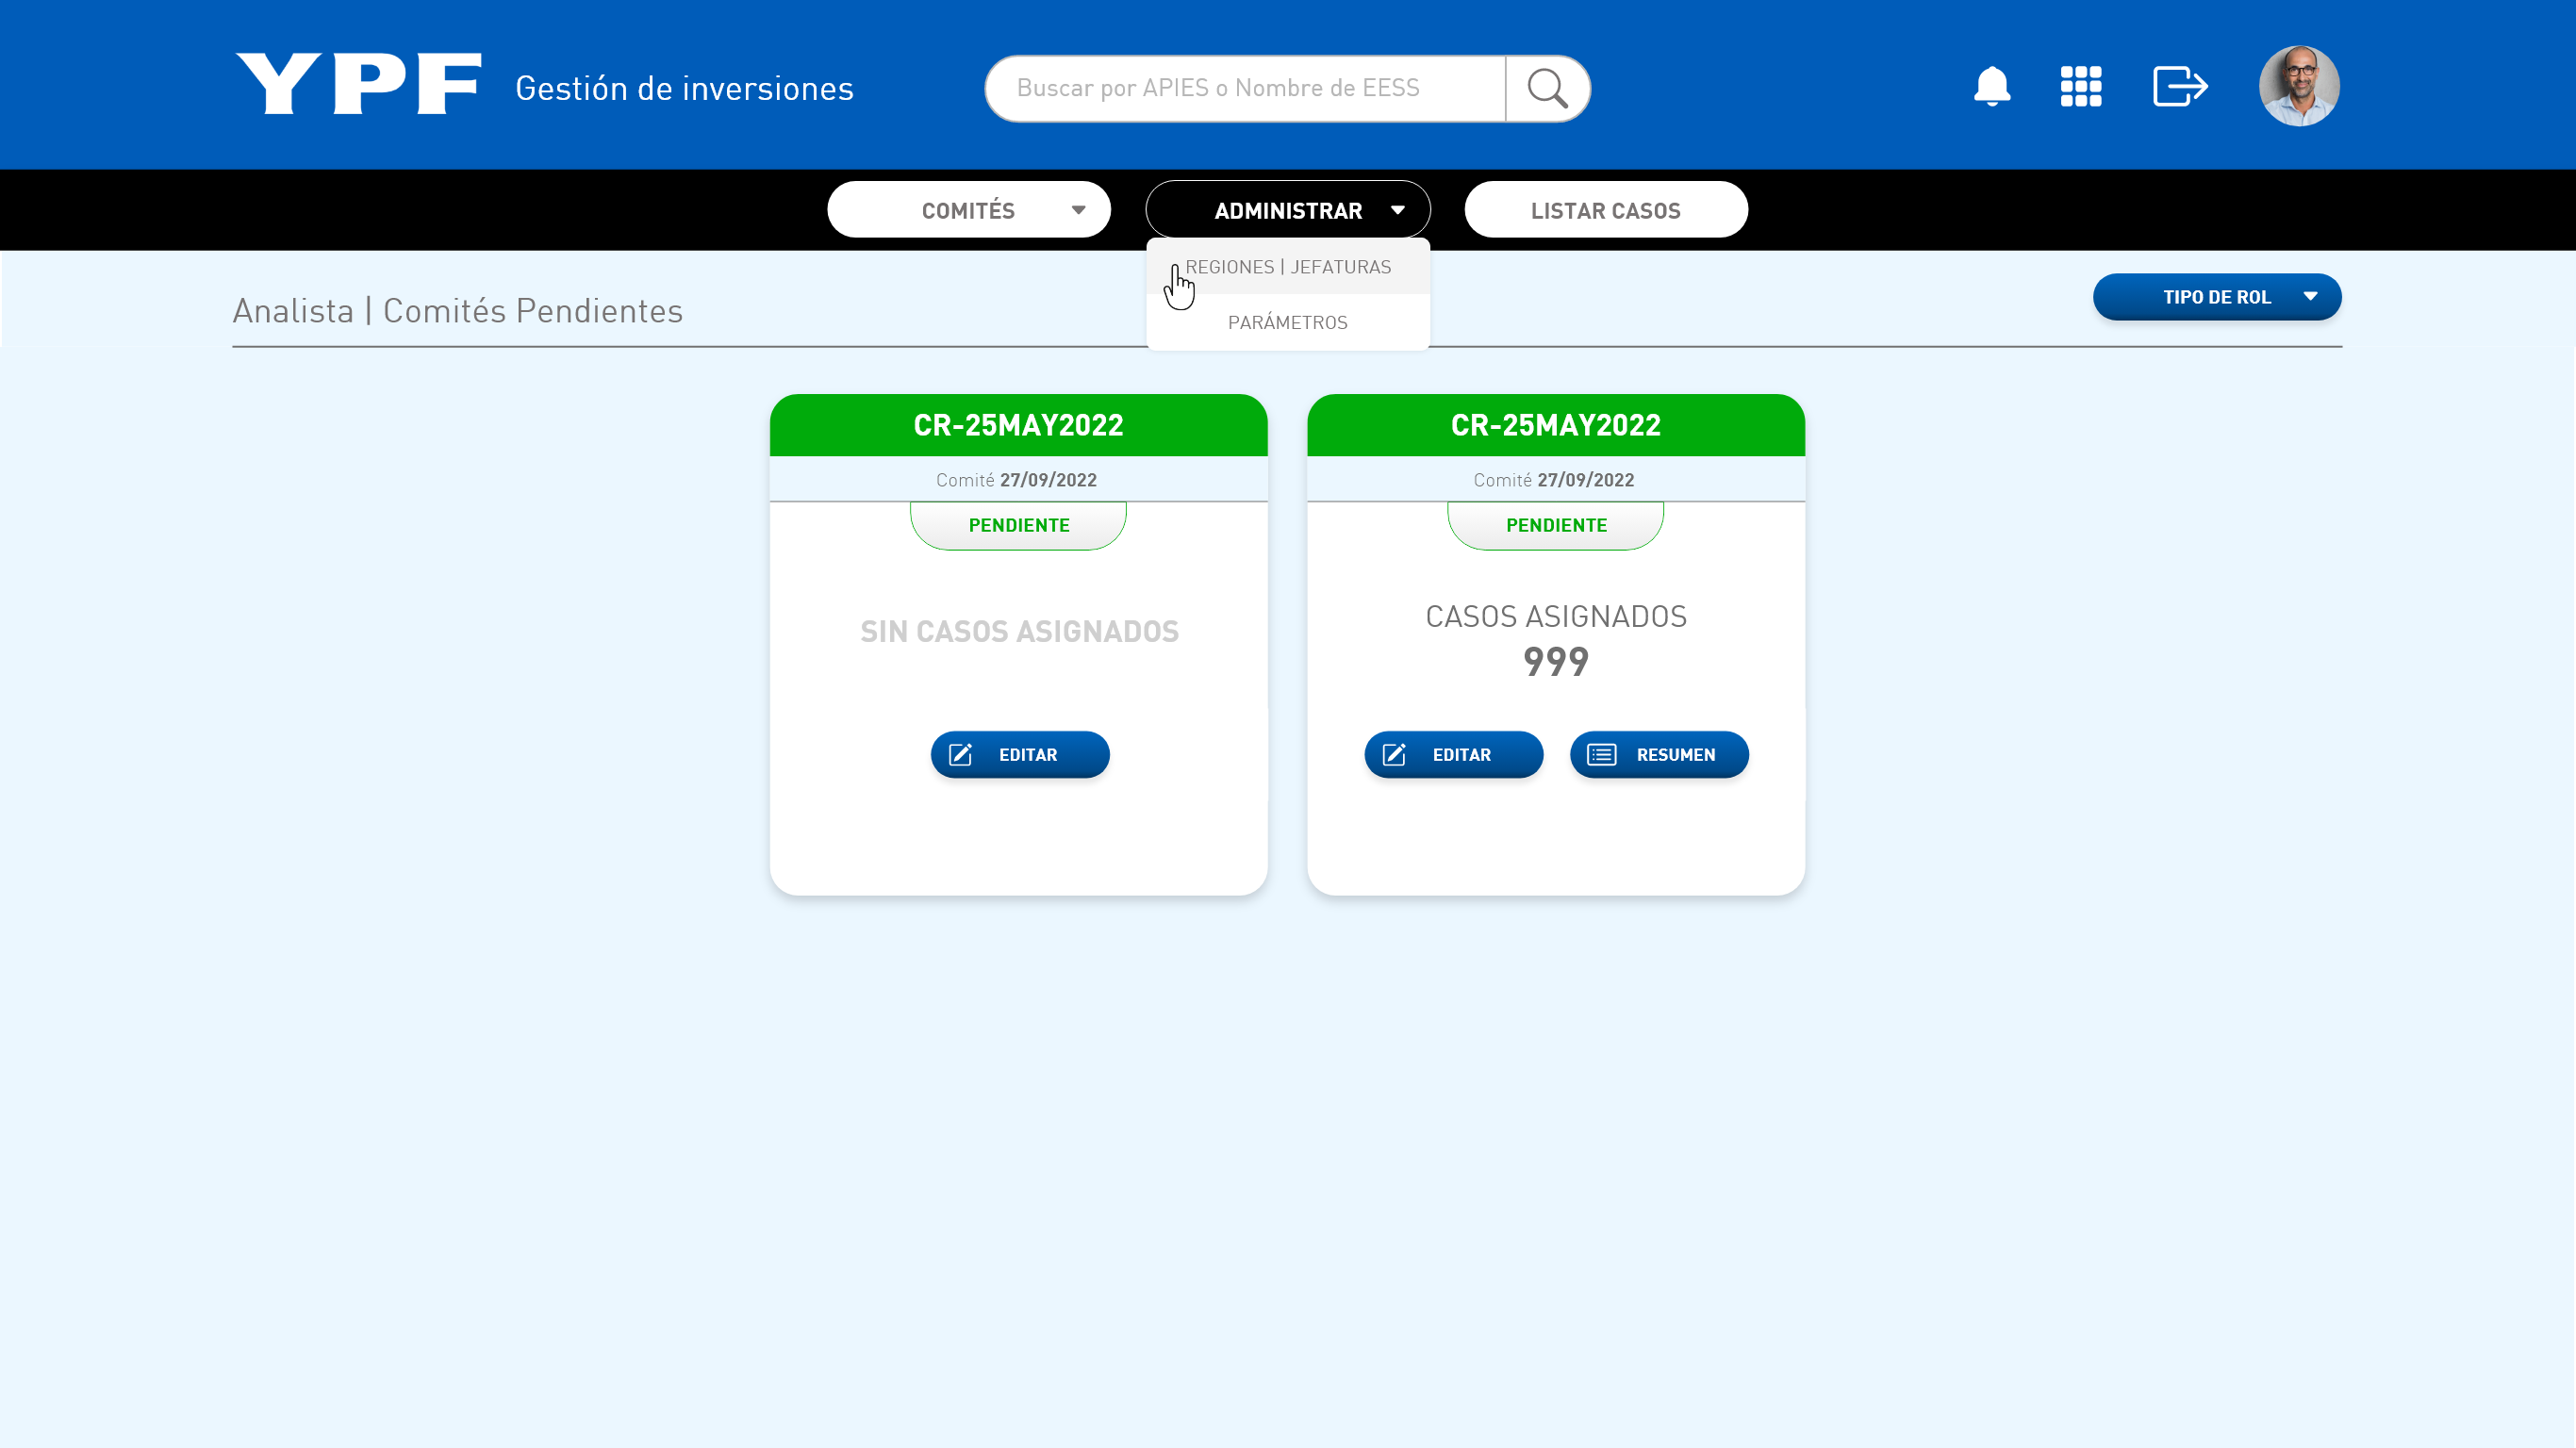 YPF Gestión de inversiones
Buscar por APIES o Nombre de EESS
COMITÉS
ADMINISTRAR
LISTAR CASOS
REGIONES | JEFATURAS
PARÁMETROS
Analista | Comités Pendientes
TIPO DE ROL
CR-25MAY2022
Comité 27/09/2022
PENDIENTE
SIN CASOS ASIGNADOS
EDITAR
CR-25MAY2022
Comité 27/09/2022
PENDIENTE
CASOS ASIGNADOS
999
EDITAR
RESUMEN